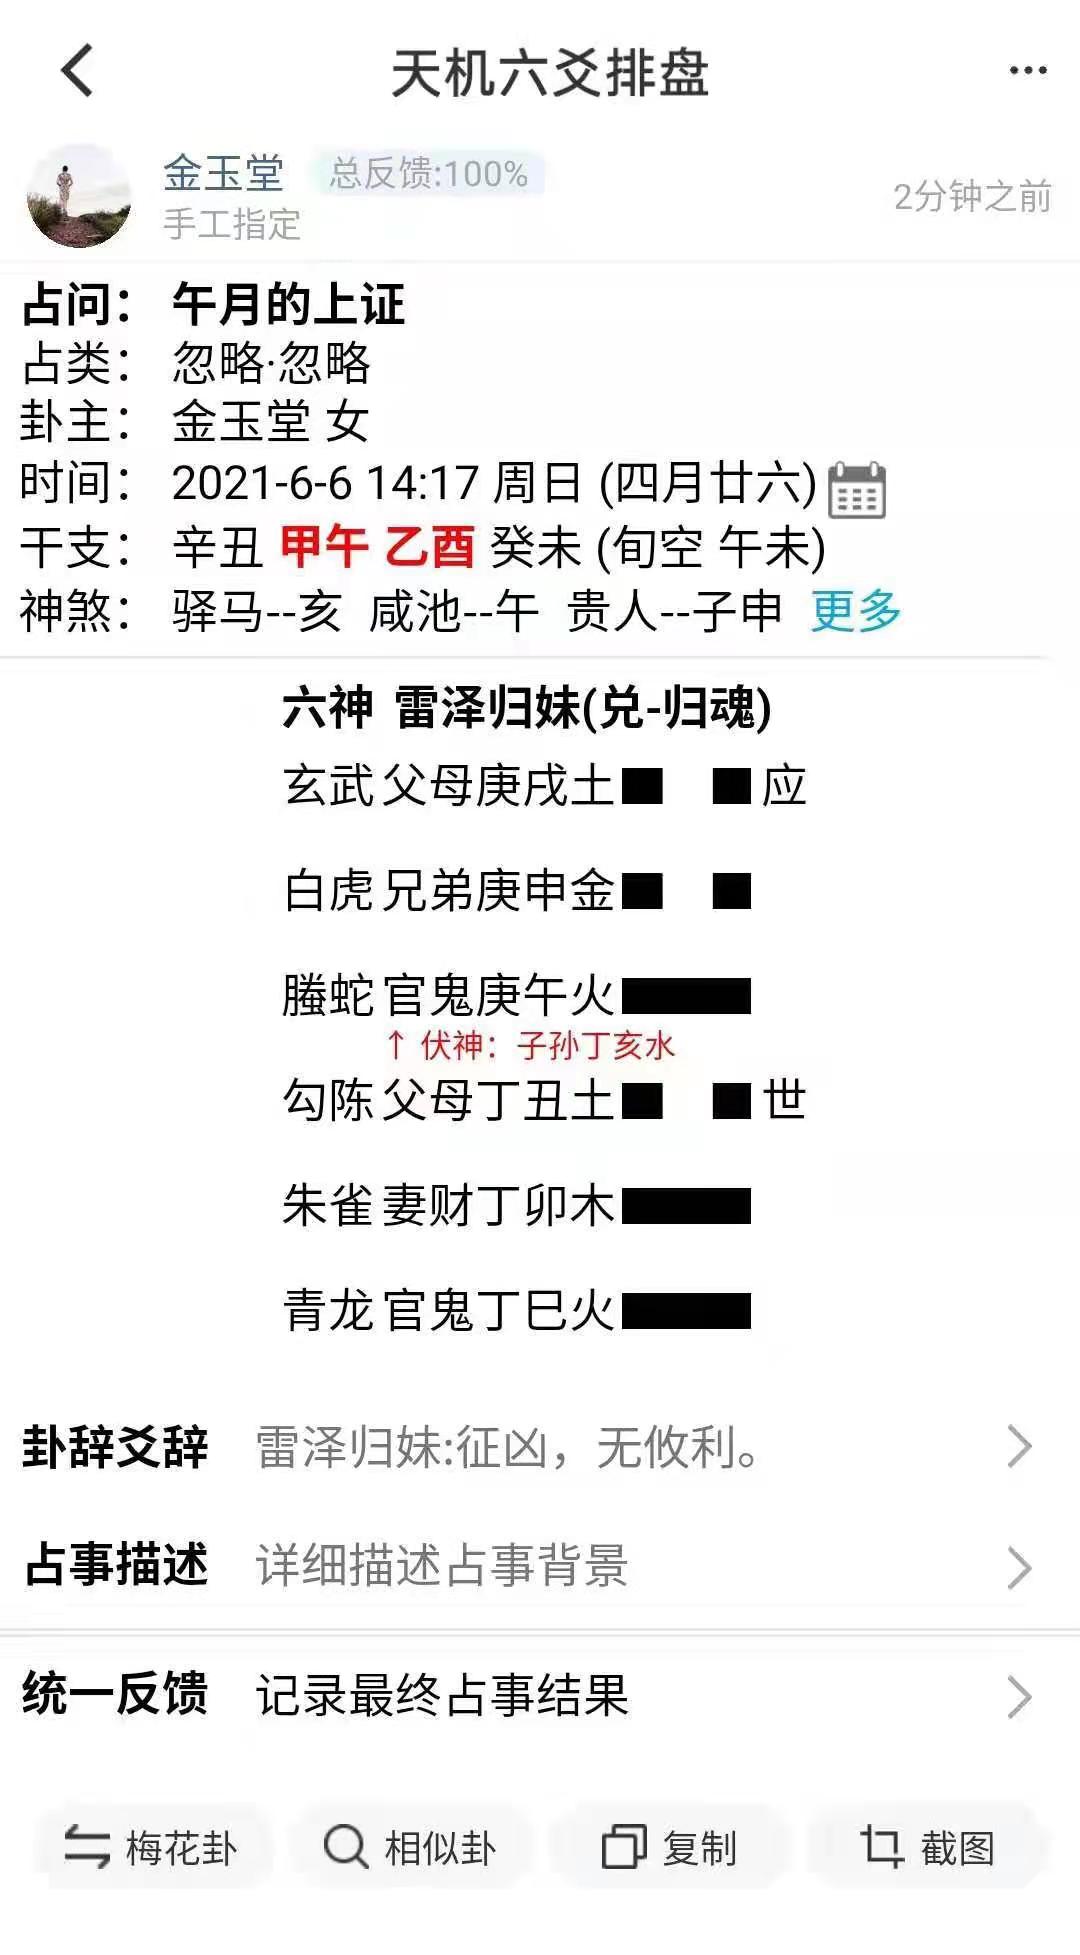 天机六爻排盘
金玉堂 总反馈:100%
手工指定
2分钟之前
占问： 午月的上证
占类： 忽略·忽略
卦主： 金玉堂 女
时间： 2021-6-6 14:17 周日 (四月廿六)
干支： 辛丑 甲午 乙酉 癸未 (旬空 午未)
神煞： 驿马--亥 咸池--午 贵人--子申 更多
六神 雷泽归妹(兑-归魂)
玄武 父母庚戌土 应
白虎 兄弟庚申金
螣蛇 官鬼庚午火
↑ 伏神：子孙丁亥水
勾陈 父母丁丑土 世
朱雀 妻财丁卯木
青龙 官鬼丁巳火
卦辞爻辞 雷泽归妹:征凶，无攸利。
占事描述 详细描述占事背景
统一反馈 记录最终占事结果
梅花卦 相似卦 复制 截图